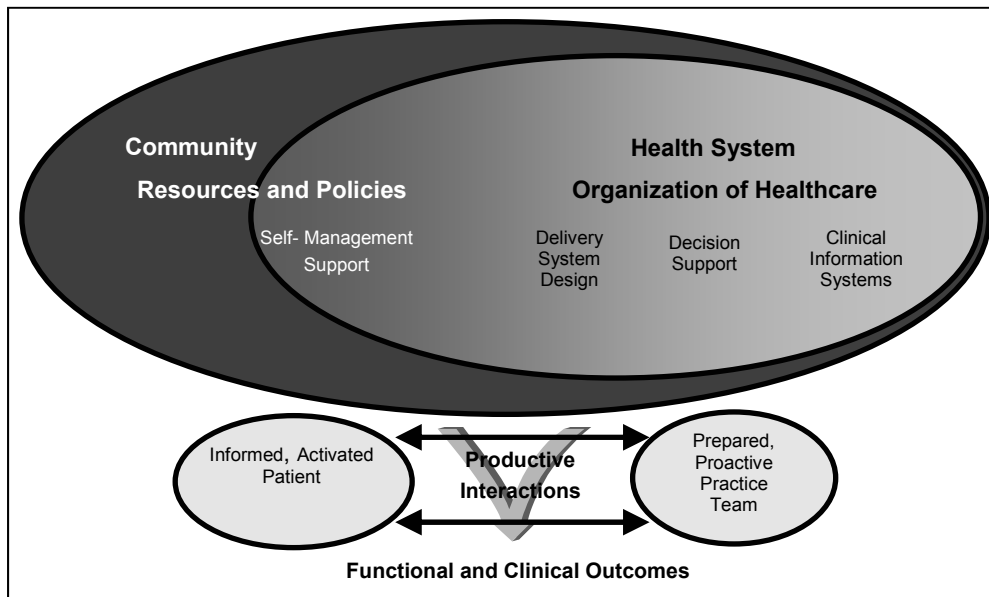 Community
Resources and Policies
Health System
Organization of Healthcare
Self- Management
Support
Delivery
System
Design
Decision
Support
Clinical
Information
Systems
Informed, Activated
Patient
Productive
Interactions
Prepared,
Proactive
Practice
Team
Functional and Clinical Outcomes